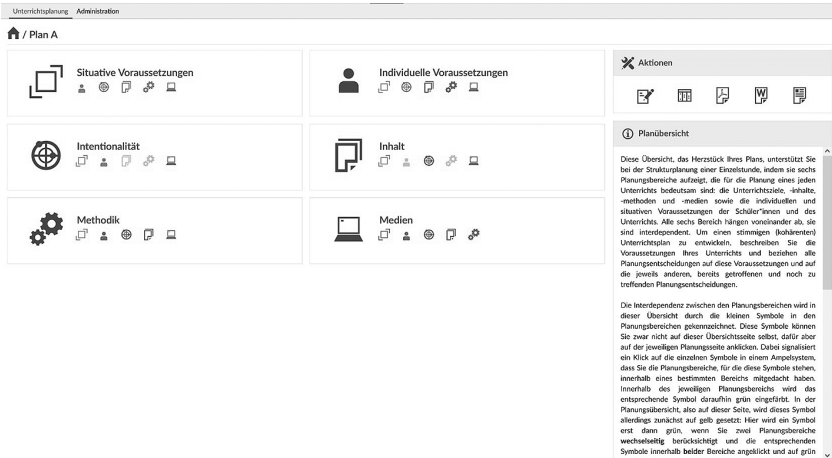 Unterrichtsplanung Administration
/ Plan A
Situative Voraussetzungen
Individuelle Voraussetzungen
Intentionalität
Inhalt
Methodik
Medien
Aktionen
Planübersicht
Diese Übersicht, das Herzstück Ihres Plans, unterstützt Sie
bei der Strukturplanung einer Einzelstunde, indem sie sechs
Planungsbereiche aufzeigt, die für die Planung eines jeden
Unterrichts bedeutsam sind: die Unterrichtsziele, -inhalte,
-methoden und -medien sowie die individuellen und
situativen Voraussetzungen der Schüler*innen und des
Unterrichts. Alle sechs Bereich hängen voneinander ab, sie
sind interdependent. Um einen stimmigen (kohärenten)
Unterrichtsplan zu entwickeln, beschreiben Sie die
Voraussetzungen Ihres Unterrichts und beziehen alle
Planungsentscheidungen auf diese Voraussetzungen und auf
die jeweils anderen, bereits getroffenen und noch zu
treffenden Planungsentscheidungen.
Die Interdependenz zwischen den Planungsbereichen wird in
dieser Übersicht durch die kleinen Symbole in den
Planungsbereichen gekennzeichnet. Diese Symbole können
Sie zwar nicht auf dieser Übersichtsseite selbst, dafür aber
auf der jeweiligen Planungsseite anklicken. Dabei signalisiert
ein Klick auf die einzelnen Symbole in einem Ampelsystem,
dass Sie die Planungsbereiche, für die diese Symbole stehen,
innerhalb eines bestimmten Bereichs mitgedacht haben.
Innerhalb des jeweiligen Planungsbereichs wird das
entsprechende Symbol daraufhin grün eingefärbt. In der
Planungsübersicht, also auf dieser Seite, wird dieses Symbol
allerdings zunächst auf gelb gesetzt: Hier wird ein Symbol
erst dann grün, wenn Sie zwei Planungsbereiche
wechselseitig berücksichtigt und die entsprechenden
Symbole innerhalb beider Bereiche angeklickt und auf grün